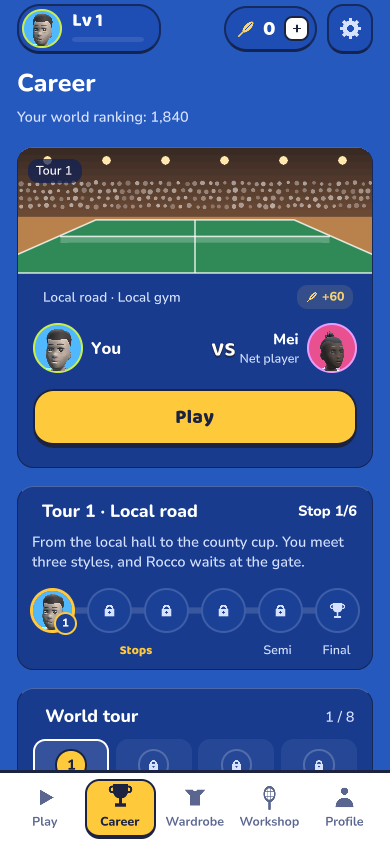 Lv 1
0
+
Career
Your world ranking: 1,840
Tour 1
Local road · Local gym
+60
You
VS
Mei
Net player
Play
Tour 1 · Local road
Stop 1/6
From the local hall to the county cup. You meet
three styles, and Rocco waits at the gate.
1
Stops
Semi
Final
World tour
1 / 8
1
Play
Career
Wardrobe
Workshop
Profile